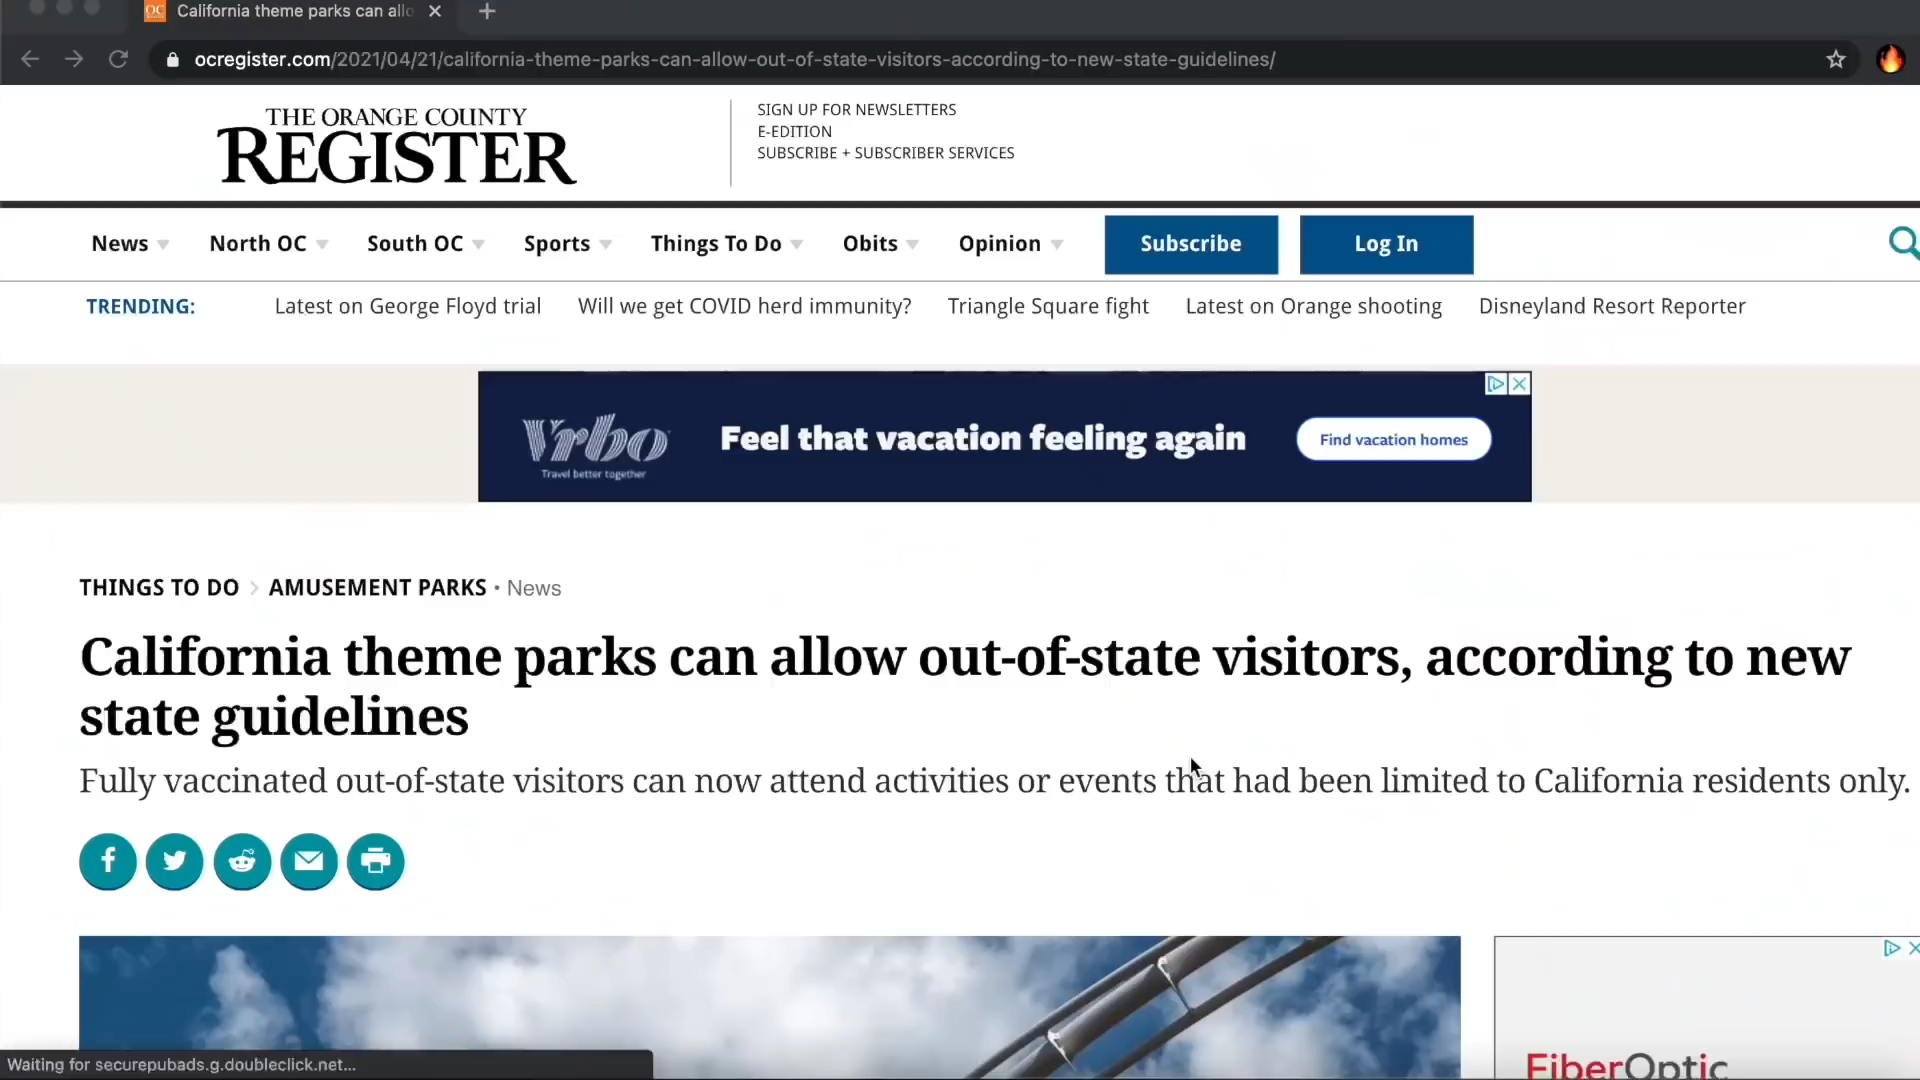 OC California theme parks can allo
ocregister.com/2021/04/21/california-theme-parks-can-allow-out-of-state-visitors-according-to-new-state-guidelines/
THE ORANGE COUNTY
REGISTER
SIGN UP FOR NEWSLETTERS
E-EDITION
SUBSCRIBE + SUBSCRIBER SERVICES
News North OC South OC Sports Things To Do Obits Opinion Subscribe Log In
TRENDING: Latest on George Floyd trial Will we get COVID herd immunity? Triangle Square fight Latest on Orange shooting Disneyland Resort Reporter
Vrbo
Travel better together
Feel that vacation feeling again
Find vacation homes
THINGS TO DO > AMUSEMENT PARKS • News
California theme parks can allow out-of-state visitors, according to new
state guidelines
Fully vaccinated out-of-state visitors can now attend activities or events that had been limited to California residents only.
FiberOptic
Waiting for securepubads.g.doubleclick.net...